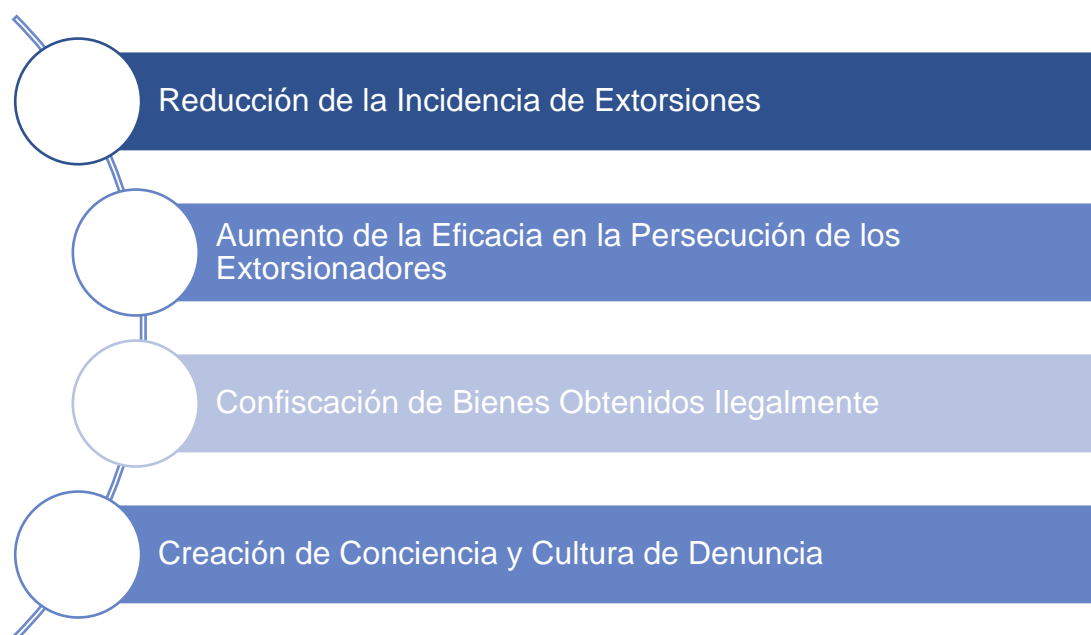 Reducción de la Incidencia de Extorsiones
Aumento de la Eficacia en la Persecución de los
Extorsionadores
Confiscación de Bienes Obtenidos Ilegalmente
Creación de Conciencia y Cultura de Denuncia